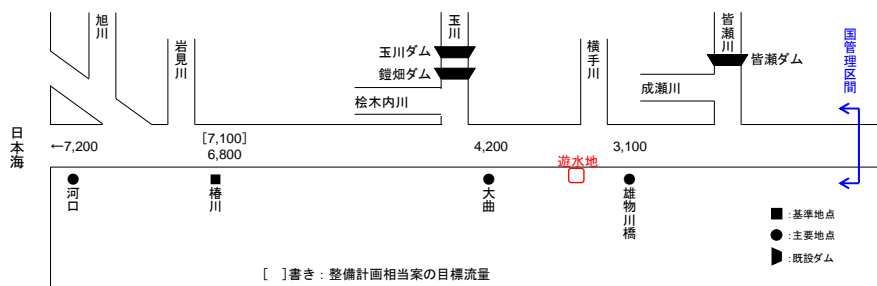 旭川
岩見川
玉川
玉川ダム
鎧畑ダム
桧木内川
横手川
皆瀬川
皆瀬ダム
成瀬川
国管理区間
日本海
←7,200
[7,100]
6,800
4,200
3,100
遊水地
河口
椿川
大曲
雄物川橋
■:基準地点
●:主要地点
:既設ダム
[ ]書き:整備計画相当案の目標流量